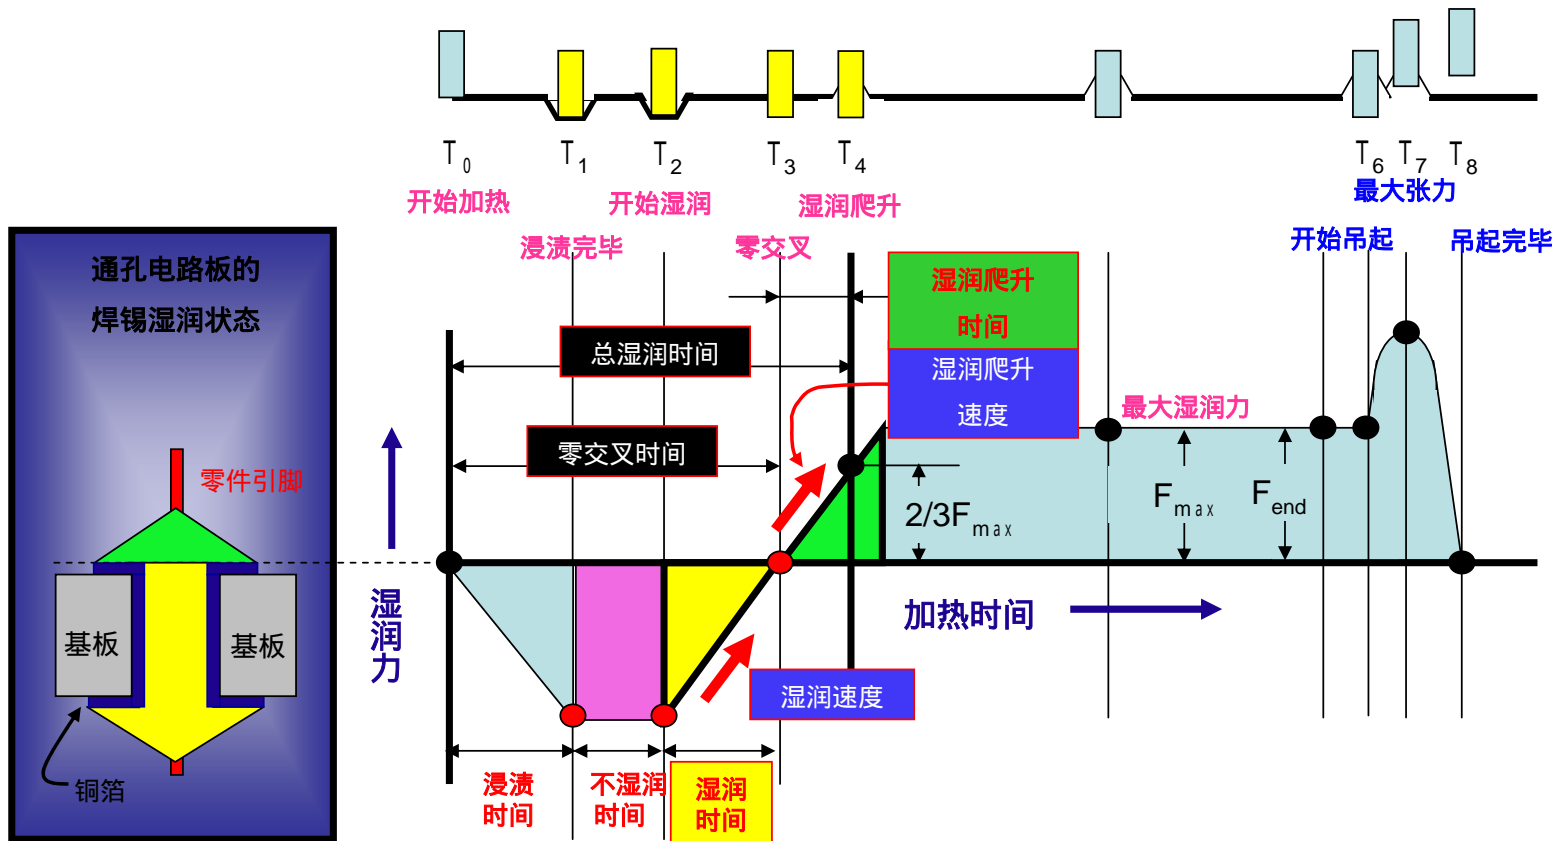 T0 T1 T2 T3 T4 T6 T7 T8
开始加热
开始湿润
湿润爬升
最大张力
浸渍完毕
零交叉
开始吊起
吊起完毕
通孔电路板的
焊锡湿润状态
零件引脚
基板
基板
铜箔
湿润力
总湿润时间
零交叉时间
湿润爬升
时间
湿润爬升
速度
最大湿润力
2/3Fmax
Fmax
Fend
加热时间
湿润速度
浸渍
时间
不湿润
时间
湿润
时间